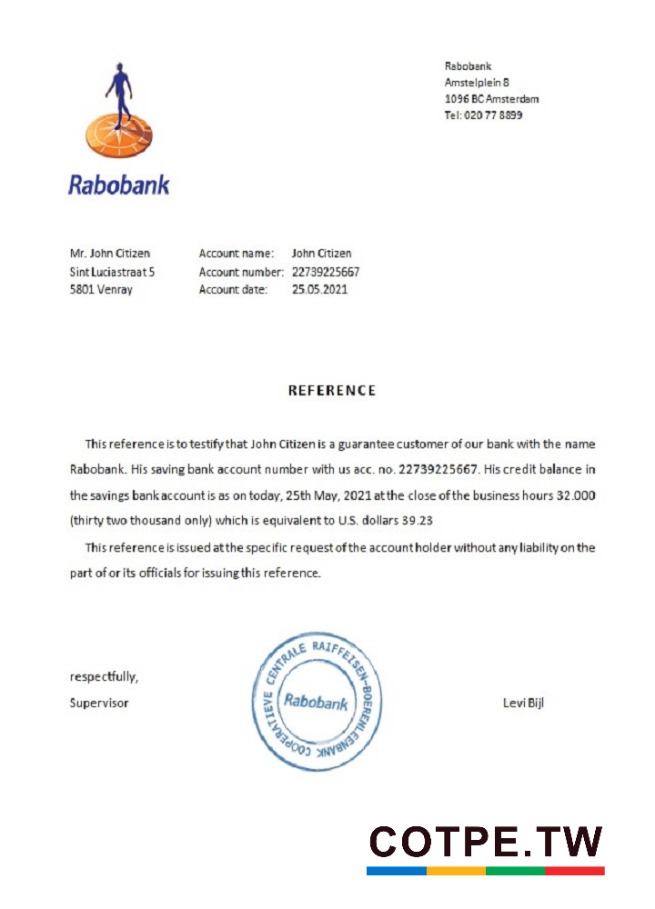 Rabobank
Amstelplein 8
1096 BC Amsterdam
Tel: 020 77 8899
Rabobank
Mr. John Citizen Account name: John Citizen
Sint Luciastraat 5 Account number: 22739225667
5801 Venray Account date: 25.05.2021
REFERENCE
This reference is to testify that John Citizen is a guarantee customer of our bank with the name
Rabobank. His saving bank account number with us acc. no. 22739225667. His credit balance in
the savings bank account is as on today, 25th May, 2021 at the close of the business hours 32.000
(thirty two thousand only) which is equivalent to U.S. dollars 39.23
This reference is issued at the specific request of the account holder without any liability on the
part of or its officials for issuing this reference.
respectfully,
Supervisor
COOPERATIEVE CENTRALE RAIFFEISEN-BOERENLEENBANK
Rabobank
Levi Bijl
COTPE.TW